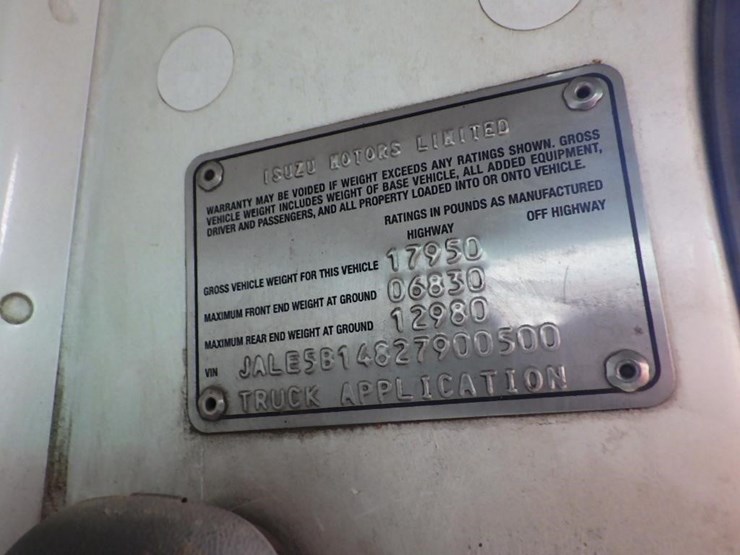 ISUZU MOTORS LIMITED
WARRANTY MAY BE VOIDED IF WEIGHT EXCEEDS ANY RATINGS SHOWN. GROSS
VEHICLE WEIGHT INCLUDES WEIGHT OF BASE VEHICLE, ALL ADDED EQUIPMENT,
DRIVER AND PASSENGERS, AND ALL PROPERTY LOADED INTO OR ONTO VEHICLE.
RATINGS IN POUNDS AS MANUFACTURED
HIGHWAY OFF HIGHWAY
GROSS VEHICLE WEIGHT FOR THIS VEHICLE 17950
MAXIMUM FRONT END WEIGHT AT GROUND 06830
MAXIMUM REAR END WEIGHT AT GROUND 12980
VIN JALE5B14827900500
TRUCK APPLICATION